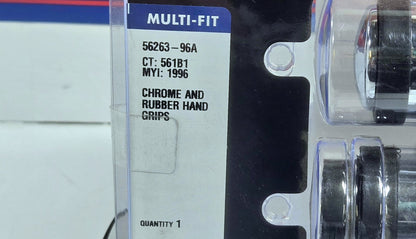 MULTI-FIT
56263-96A
CT: 561B1
MYI: 1996
CHROME AND
RUBBER HAND
GRIPS
QUANTITY 1